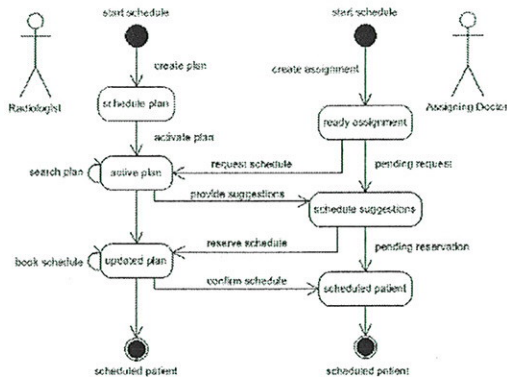 start schedule
start schedule
create plan
create assignment
Radiologist
schedule plan
Assigning Doctor
ready assignment
activate plan
request schedule
pending request
search plan
active plan
provide suggestions
schedule suggestions
reserve schedule
pending reservation
book schedule
updated plan
confirm schedule
scheduled patient
scheduled patient
scheduled patient